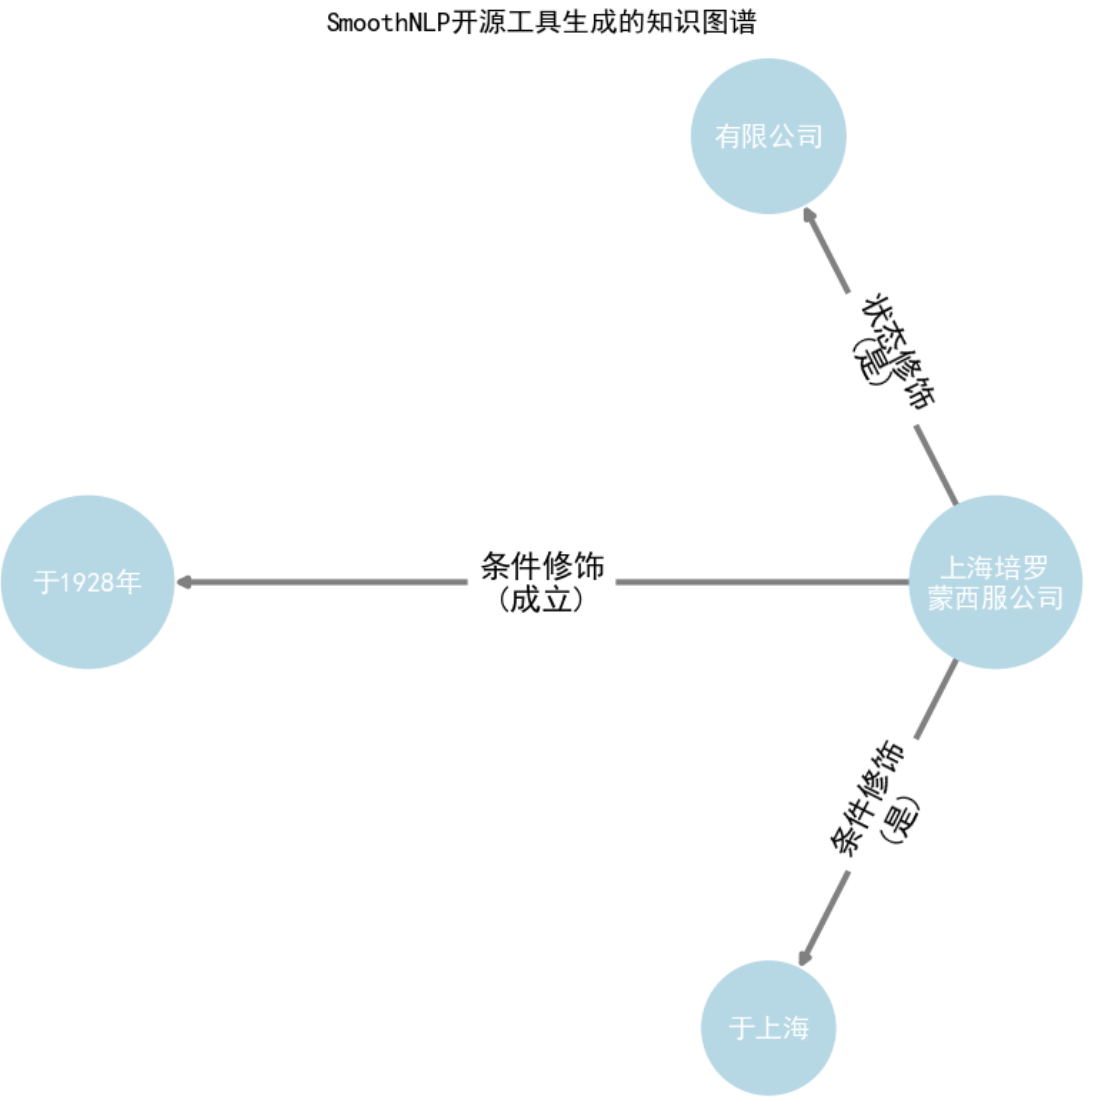 SmoothNLP开源工具生成的知识图谱
有限公司
状态修饰
(是)
于1928年
条件修饰
(成立)
上海培罗
蒙西服公司
条件修饰
(是)
于上海